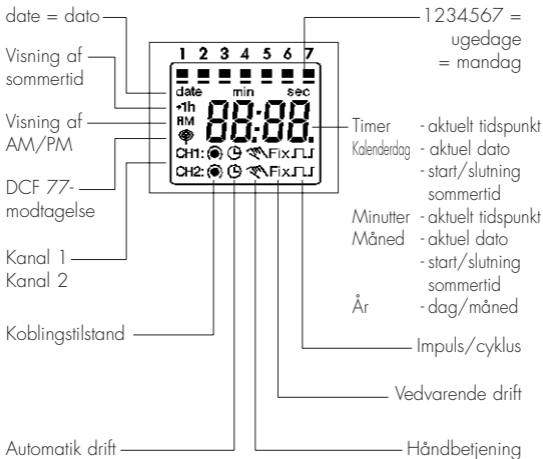 date = dato
Visning af
sommertid
Visning af
AM/PM
DCF 77-
modtagelse
Kanal 1
Kanal 2
Koblingstilstand
Automatik drift
1 2 3 4 5 6 7
date min sec
+1h
AM
88:88.
CH1: Fix
CH2: Fix
1234567 =
ugedage
= mandag
Timer - aktuelt tidspunkt
Kalenderdag - aktuel dato
- start/slutning
sommertid
Minutter - aktuelt tidspunkt
Måned - aktuel dato
- start/slutning
sommertid
År - dag/måned
Impuls/cyklus
Vedvarende drift
Håndbetjening